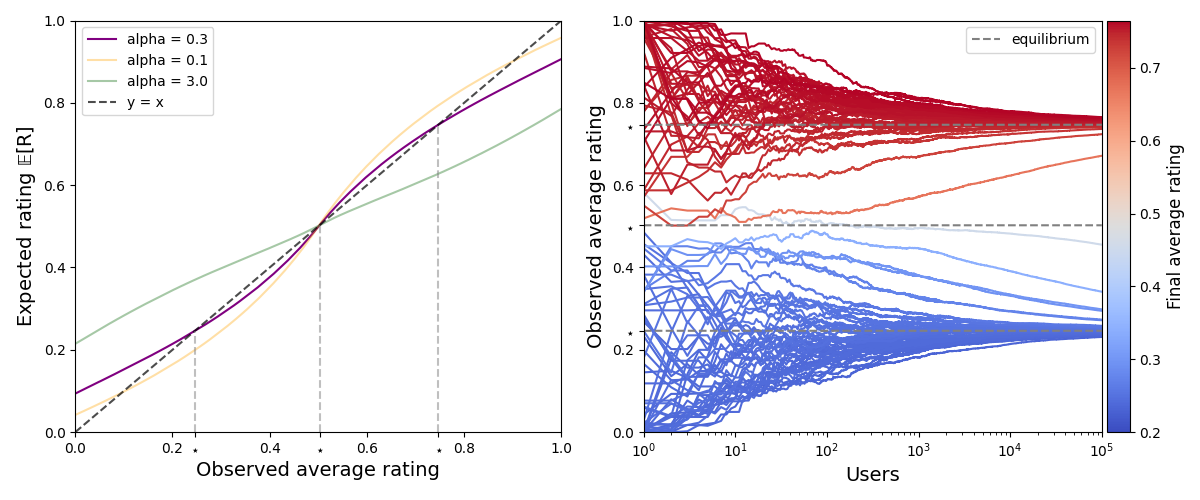 1.0
0.8
0.6
0.4
0.2
0.0
Expected rating 𝔼[R]
alpha = 0.3
alpha = 0.1
alpha = 3.0
y = x
0.0 0.2 0.4 0.6 0.8 1.0
⋆ ⋆ ⋆
Observed average rating
1.0
0.8
0.6
0.4
0.2
0.0
⋆
⋆
⋆
Observed average rating
equilibrium
10⁰ 10¹ 10² 10³ 10⁴ 10⁵
Users
0.7
0.6
0.5
0.4
0.3
0.2
Final average rating